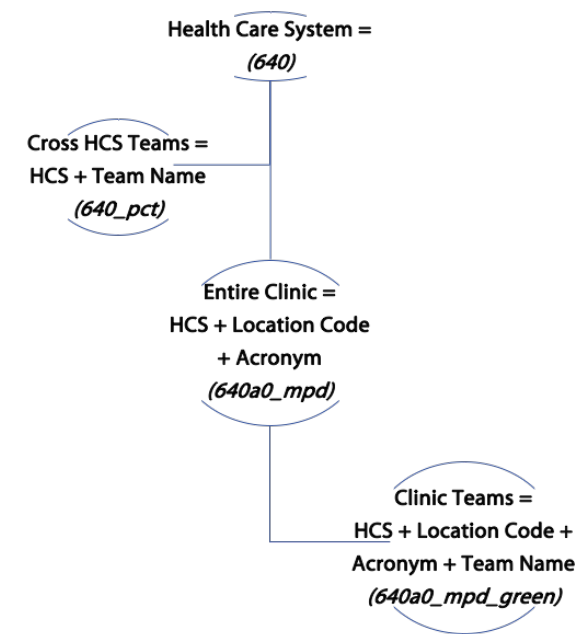 Health Care System =
(640)
Cross HCS Teams =
HCS + Team Name
(640_pct)
Entire Clinic =
HCS + Location Code
+ Acronym
(640a0_mpd)
Clinic Teams =
HCS + Location Code +
Acronym + Team Name
(640a0_mpd_green)